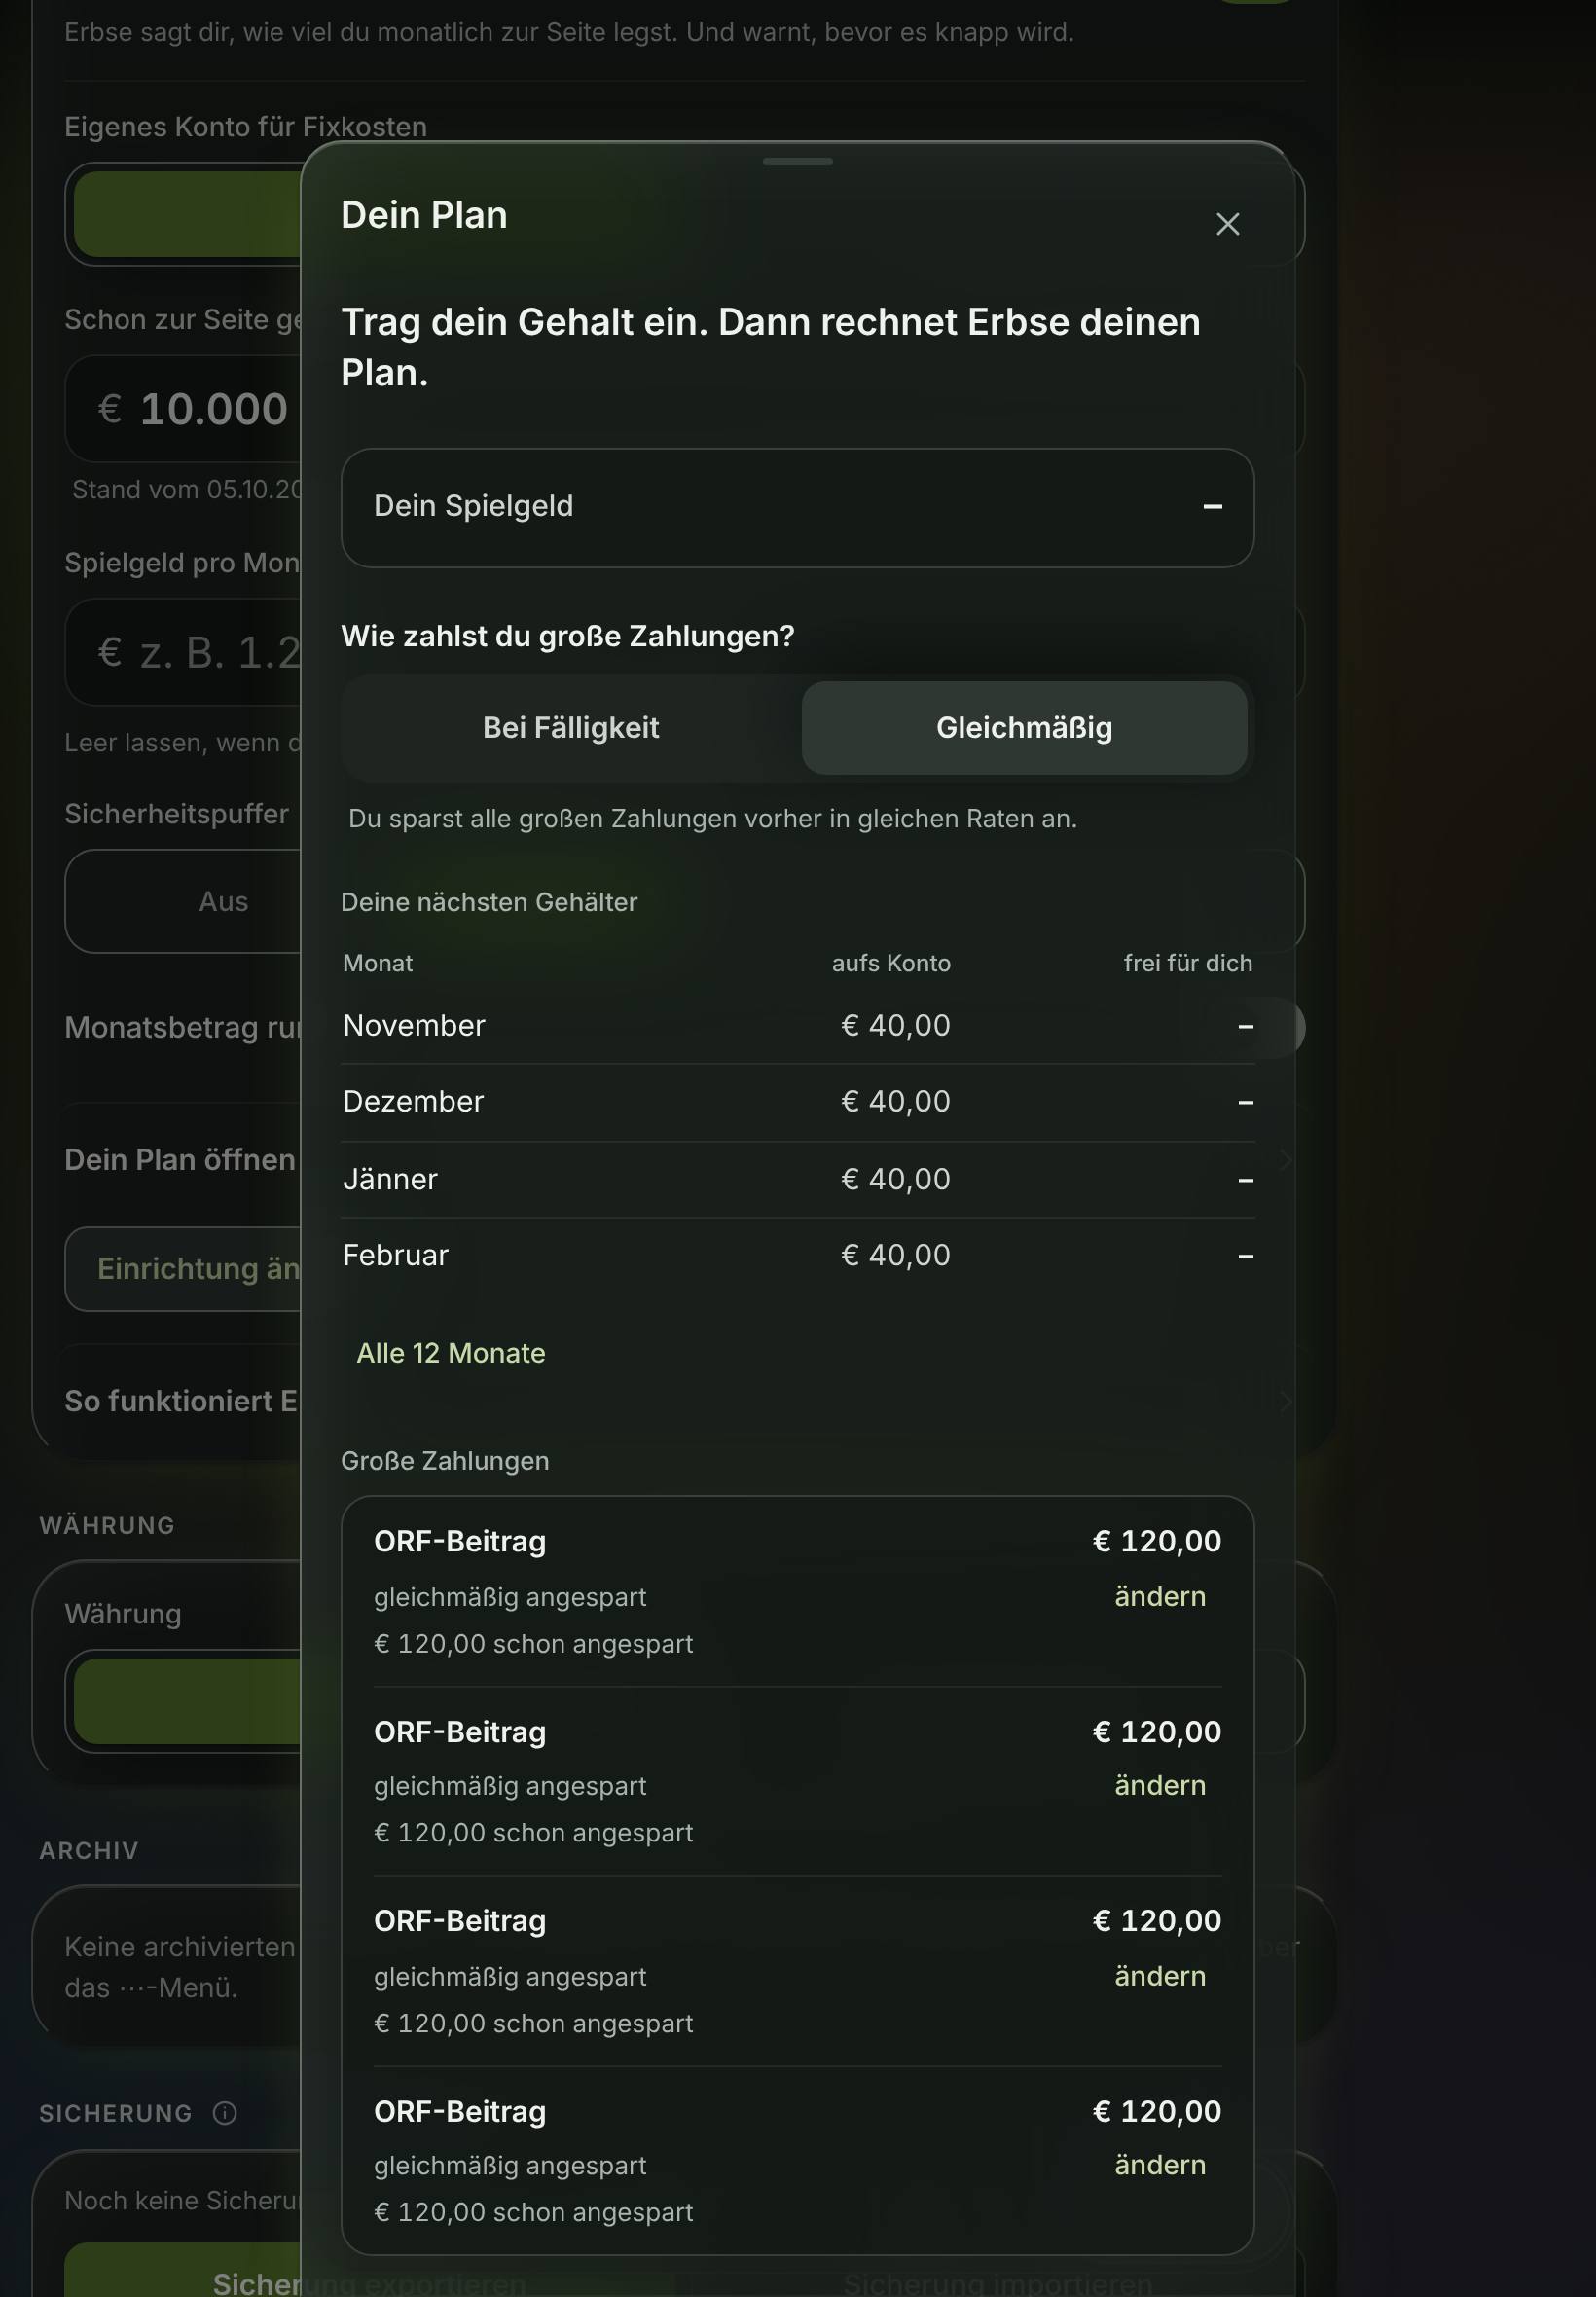 Erbse sagt dir, wie viel du monatlich zur Seite legst. Und warnt, bevor es knapp wird.
Eigenes Konto für Fixkosten
Dein Plan
Trag dein Gehalt ein. Dann rechnet Erbse deinen
Plan.
Schon zur Seite ge
€ 10.000
Stand vom 05.10.20
Dein Spielgeld –
Spielgeld pro Mon
€ z. B. 1.2
Leer lassen, wenn d
Wie zahlst du große Zahlungen?
Bei Fälligkeit Gleichmäßig
Du sparst alle großen Zahlungen vorher in gleichen Raten an.
Sicherheitspuffer
Aus
Deine nächsten Gehälter
Monat aufs Konto frei für dich
November € 40,00 –
Dezember € 40,00 –
Jänner € 40,00 –
Februar € 40,00 –
Alle 12 Monate
Monatsbetrag ru
Dein Plan öffnen
Einrichtung än
So funktioniert E
Große Zahlungen
ORF-Beitrag € 120,00
gleichmäßig angespart ändern
€ 120,00 schon angespart
ORF-Beitrag € 120,00
gleichmäßig angespart ändern
€ 120,00 schon angespart
ORF-Beitrag € 120,00
gleichmäßig angespart ändern
€ 120,00 schon angespart
ORF-Beitrag € 120,00
gleichmäßig angespart ändern
€ 120,00 schon angespart
WÄHRUNG
Währung
ARCHIV
Keine archivierten
das ···-Menü.
SICHERUNG
Noch keine Sicheru
Sicherung exportieren Sicherung importieren